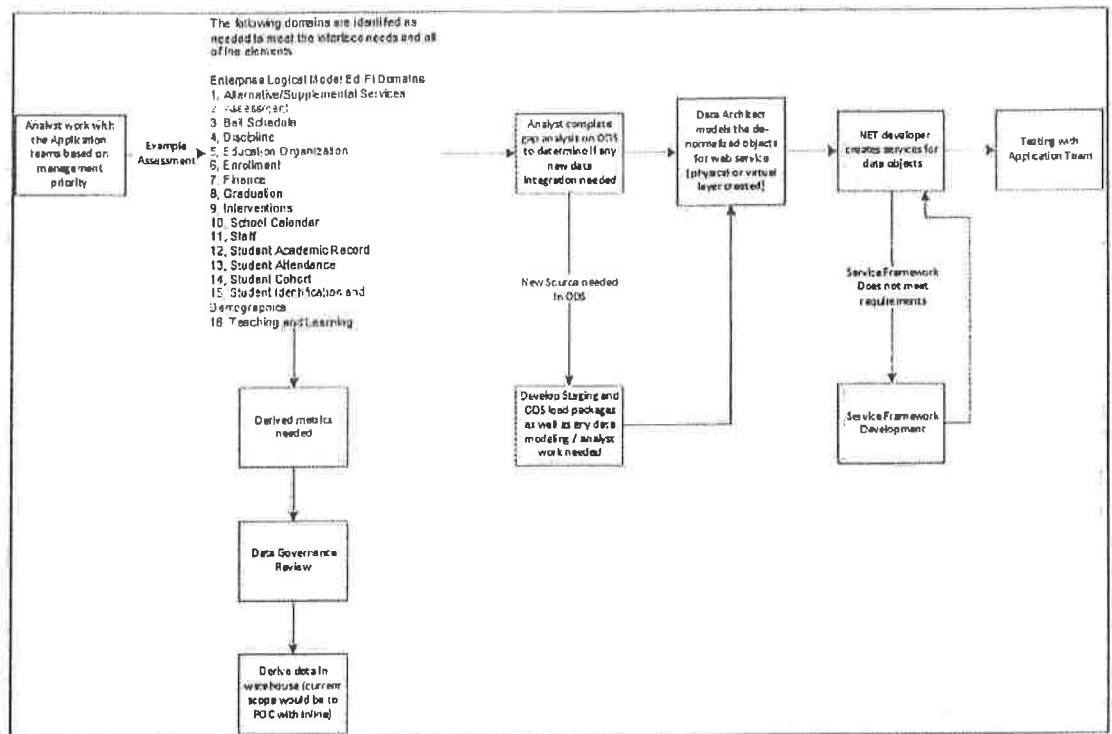 The following domains are identifed as
needed to meet the interface needs and all
of the elements
Enterprise Logical Model Ed-Fi Domains
1, Alternative/Supplemental Services
2 Assessment
3 Bell Schedule
4, Discipline
5, Education Organization
6, Enrollment
7, Finance
8, Graduation
9, Interventions
10, School Calendar
11, Staff
12, Student Academic Record
13, Student Attendance
14, Student Cohort
15, Student Identification and
Demographics
16 Teaching and Learning
Analyst work with
the Application
teams based on
management
priority
Example
Assessment
Analyst complete
gap analysis on ODS
to determine if any
new data
integration needed
Data Architect
models the de-
normalized objects
for web service
(physical or virtual
layer created)
.NET developer
creates services for
data objects
Testing with
Application Team
New Source needed
in ODS
Service Framework
Does not meet
requirements
Derived metrics
needed
Develop Staging and
ODS load packages
as well as any data
modeling / analyst
work needed
Service Framework
Development
Data Governance
Review
Derive data in
warehouse (current
scope would be to
POC with inline)